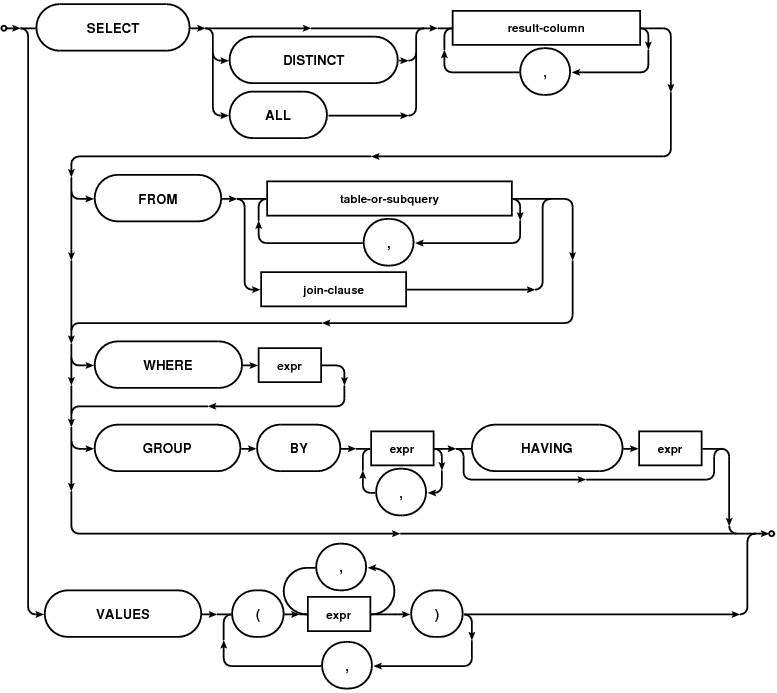 SELECT result-column
DISTINCT ,
ALL
FROM table-or-subquery
,
join-clause
WHERE expr
GROUP BY expr HAVING expr
,
,
VALUES ( expr )
,